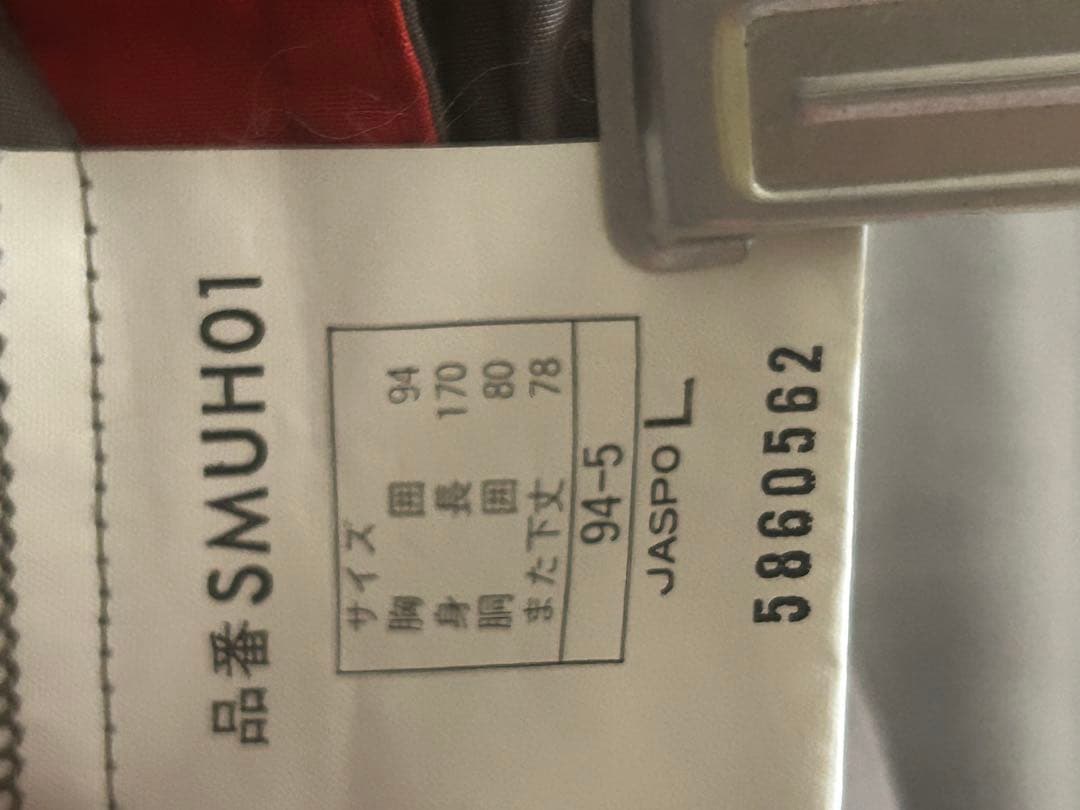 品番 SMUH01
サイズ
胸囲 94
身長 170
胴囲 80
また下丈 78
94-5
JASPO L
5860562